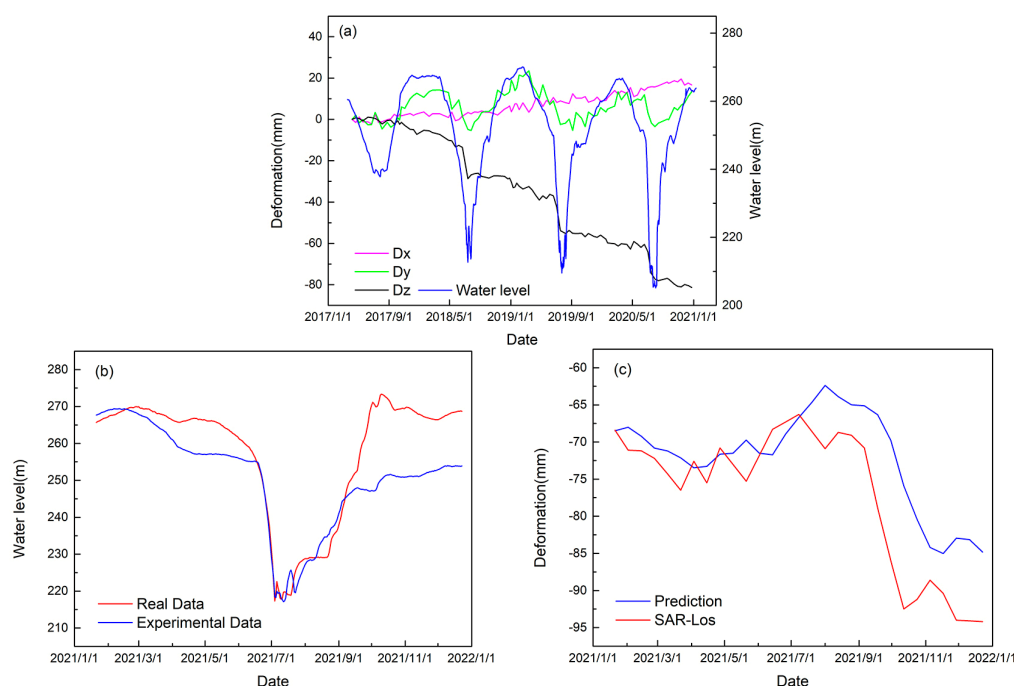 (a)
40
20
0
-20
-40
-60
-80
280
260
240
220
200
Deformation(mm)
Water level(m)
Dx
Dy
Dz
Water level
2017/1/1 2017/9/1 2018/5/1 2019/1/1 2019/9/1 2020/5/1 2021/1/1
Date
(b)
280
270
260
250
240
230
220
210
Water level(m)
Real Data
Experimental Data
2021/1/1 2021/3/1 2021/5/1 2021/7/1 2021/9/1 2021/11/1 2022/1/1
Date
(c)
-60
-65
-70
-75
-80
-85
-90
-95
Deformation(mm)
Prediction
SAR-Los
2021/1/1 2021/3/1 2021/5/1 2021/7/1 2021/9/1 2021/11/1 2022/1/1
Date